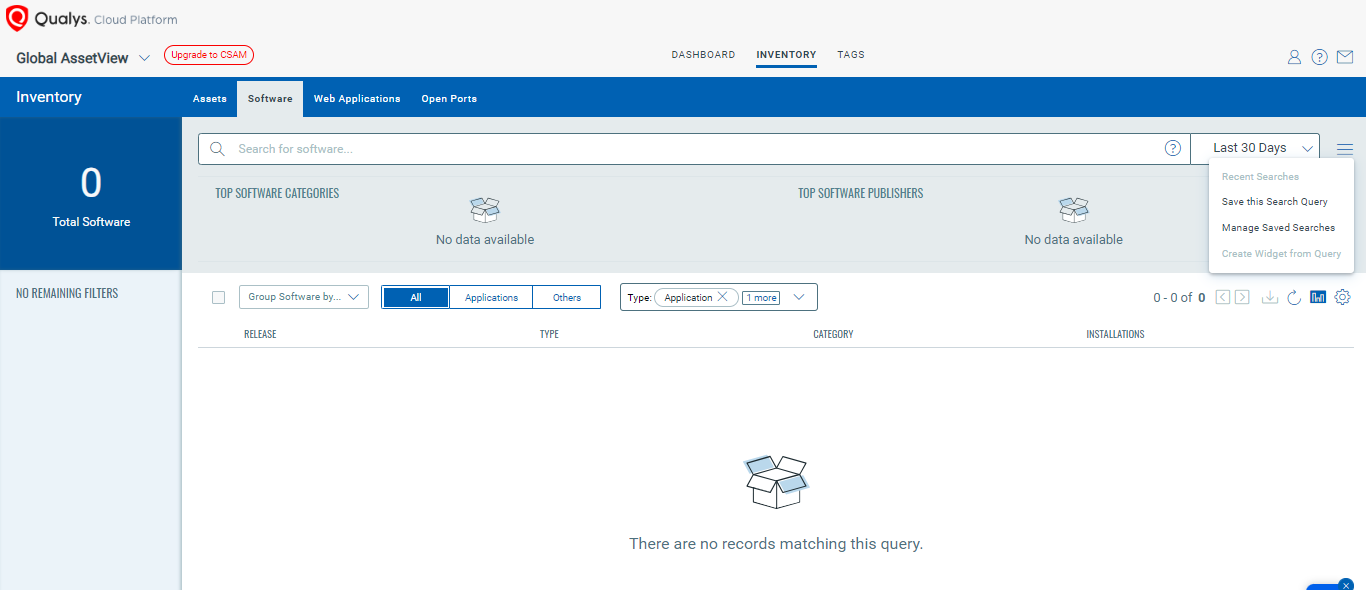 Qualys. Cloud Platform
Global AssetView
Upgrade to CSAM
DASHBOARD INVENTORY TAGS
Inventory
Assets Software Web Applications Open Ports
0
Total Software
Search for software...
?
Last 30 Days
Recent Searches
Save this Search Query
Manage Saved Searches
Create Widget from Query
TOP SOFTWARE CATEGORIES
No data available
TOP SOFTWARE PUBLISHERS
No data available
NO REMAINING FILTERS
Group Software by...
All Applications Others
Type: Application 1 more
0 - 0 of 0
RELEASE TYPE CATEGORY INSTALLATIONS
There are no records matching this query.